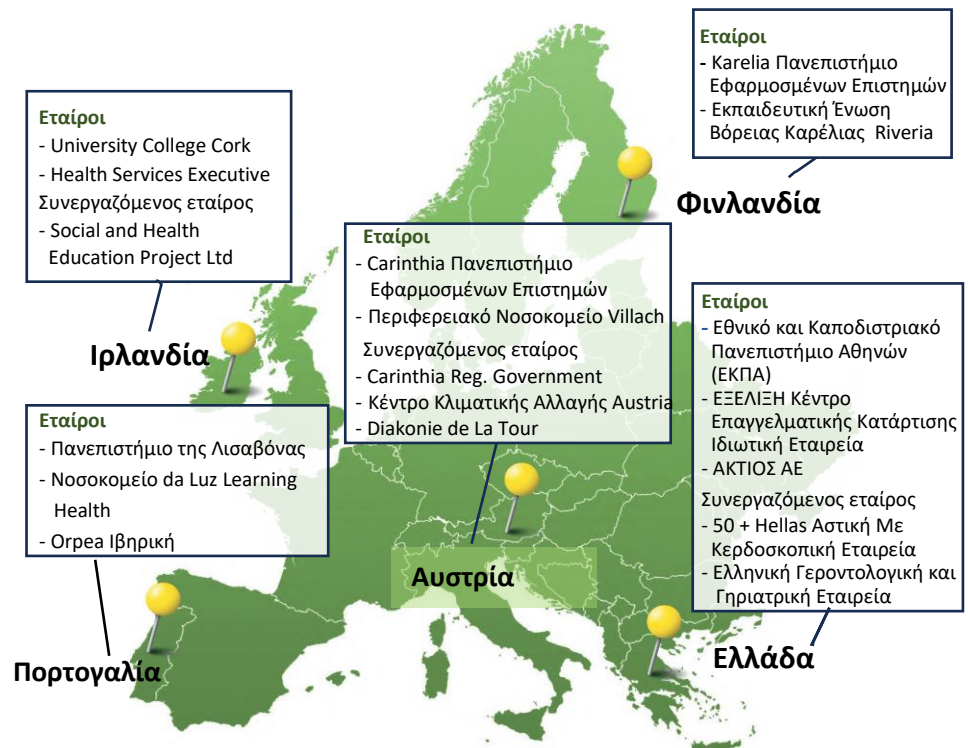 Εταίροι
- Karelia Πανεπιστήμιο
Εφαρμοσμένων Επιστημών
- Εκπαιδευτική Ένωση
Βόρειας Καρέλιας Riveria
Φινλανδία
Εταίροι
- University College Cork
- Health Services Executive
Συνεργαζόμενος εταίρος
- Social and Health
Education Project Ltd
Ιρλανδία
Εταίροι
- Carinthia Πανεπιστήμιο
Εφαρμοσμένων Επιστημών
- Περιφερειακό Νοσοκομείο Villach
Συνεργαζόμενος εταίρος
- Carinthia Reg. Government
- Κέντρο Κλιματικής Αλλαγής Austria
- Diakonie de La Tour
Αυστρία
Εταίροι
- Εθνικό και Καποδιστριακό
Πανεπιστήμιο Αθηνών
(ΕΚΠΑ)
- ΕΞΕΛΙΞΗ Κέντρο
Επαγγελματικής Κατάρτισης
Ιδιωτική Εταιρεία
- ΑΚΤΙΟΣ ΑΕ
Συνεργαζόμενος εταίρος
- 50 + Hellas Αστική Με
Κερδοσκοπική Εταιρεία
- Ελληνική Γεροντολογική και
Γηριατρική Εταιρεία
Ελλάδα
Εταίροι
- Πανεπιστήμιο της Λισαβόνας
- Νοσοκομείο da Luz Learning
Health
- Orpea Ιβηρική
Πορτογαλία